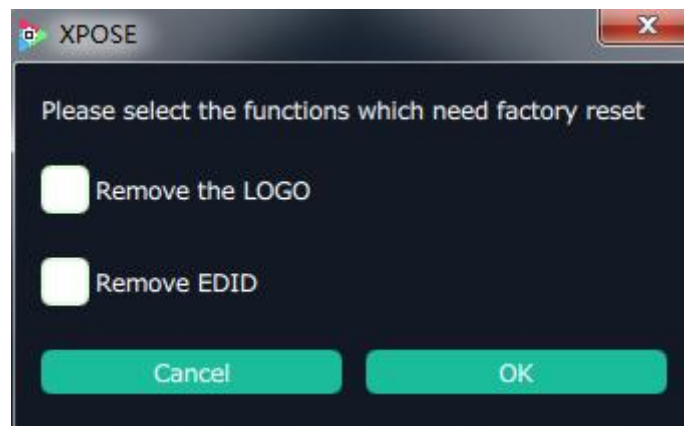 XPOSE
Please select the functions which need factory reset
Remove the LOGO
Remove EDID
Cancel OK